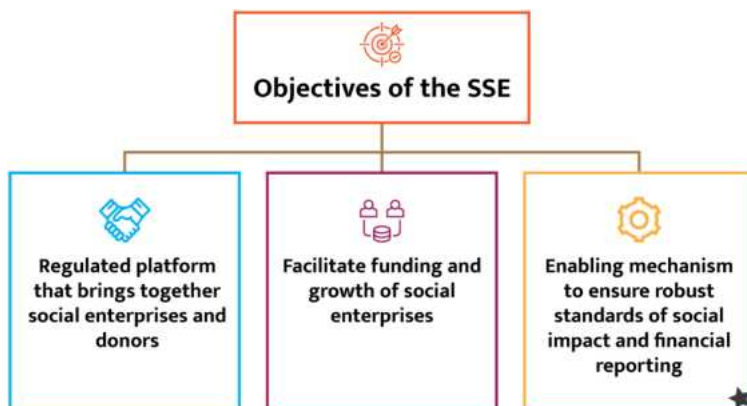 Objectives of the SSE
Regulated platform
that brings together
social enterprises and
donors
Facilitate funding and
growth of social
enterprises
Enabling mechanism
to ensure robust
standards of social
impact and financial
reporting